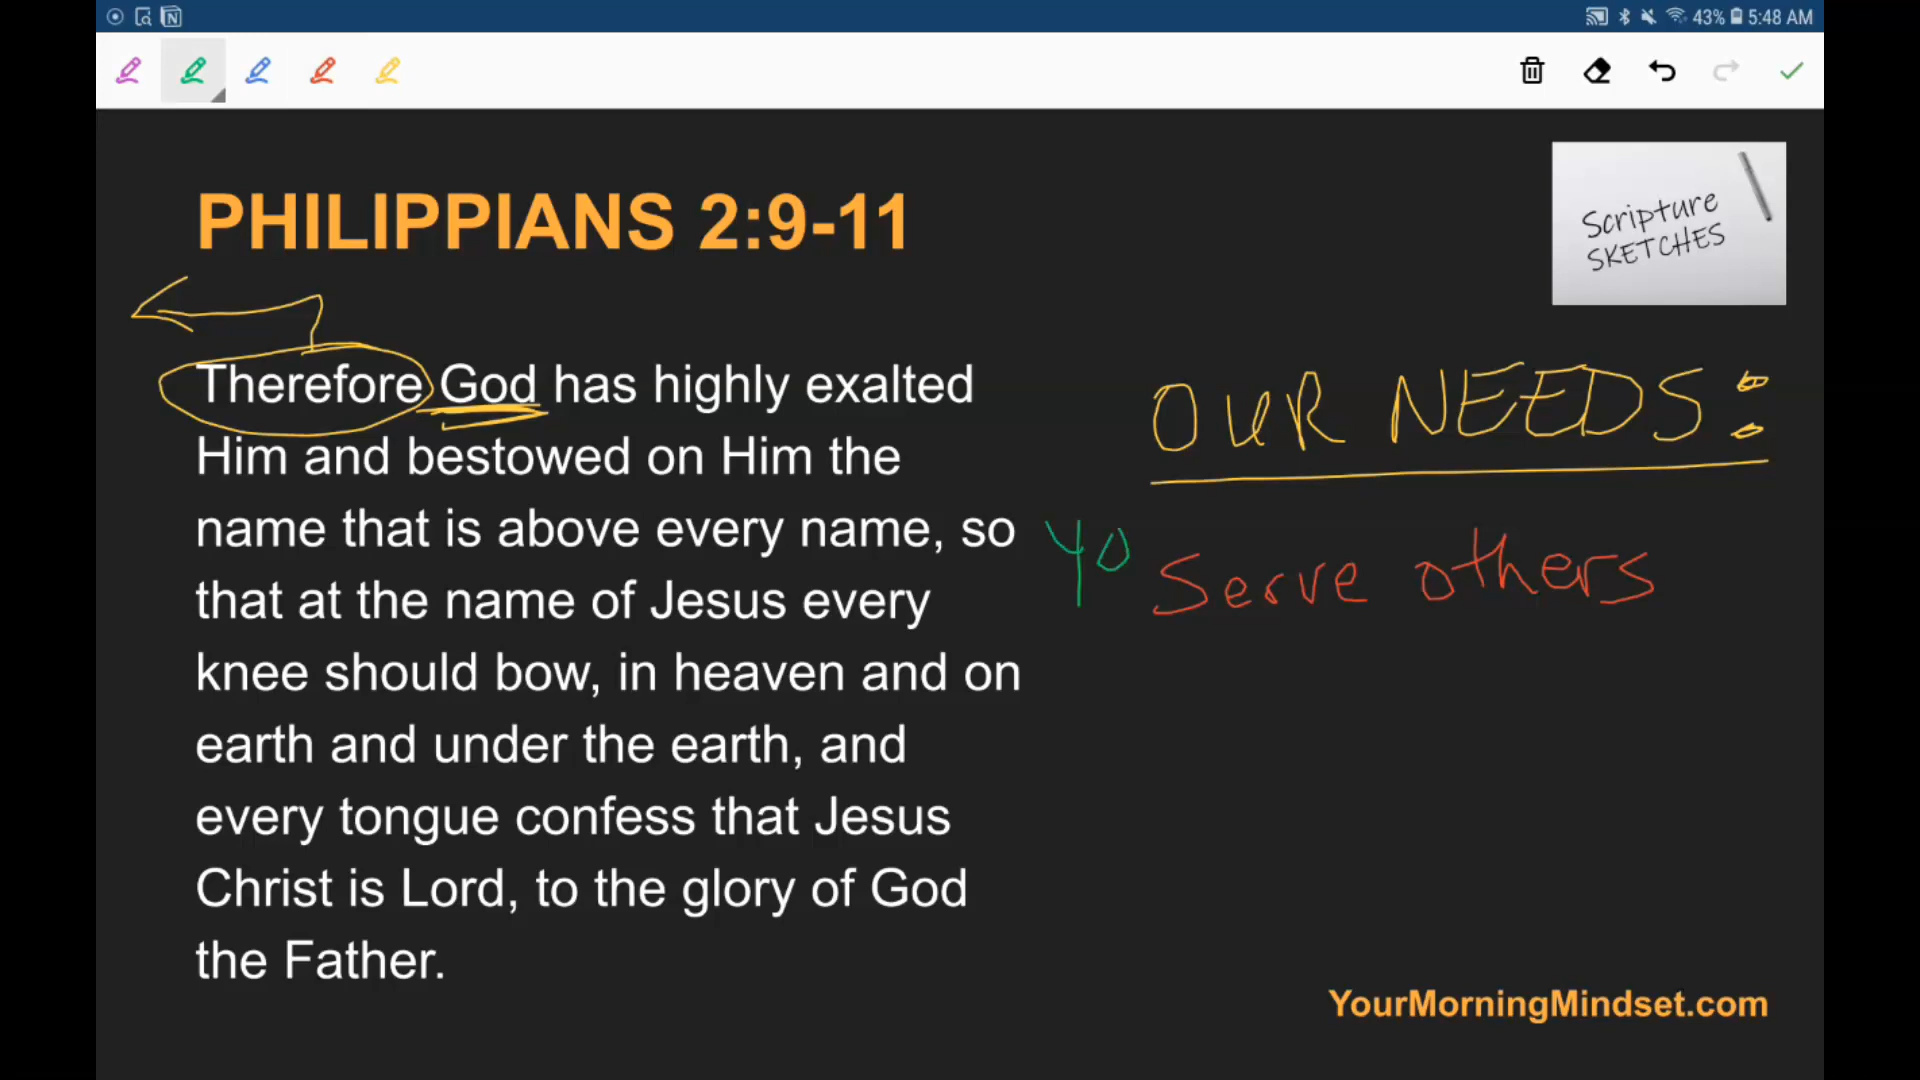 43% 5:48 AM
PHILIPPIANS 2:9-11
Scripture
SKETCHES
Therefore God has highly exalted
Him and bestowed on Him the
name that is above every name, so
that at the name of Jesus every
knee should bow, in heaven and on
earth and under the earth, and
every tongue confess that Jesus
Christ is Lord, to the glory of God
the Father.
OUR NEEDS:
YO
Serve others
YourMorningMindset.com